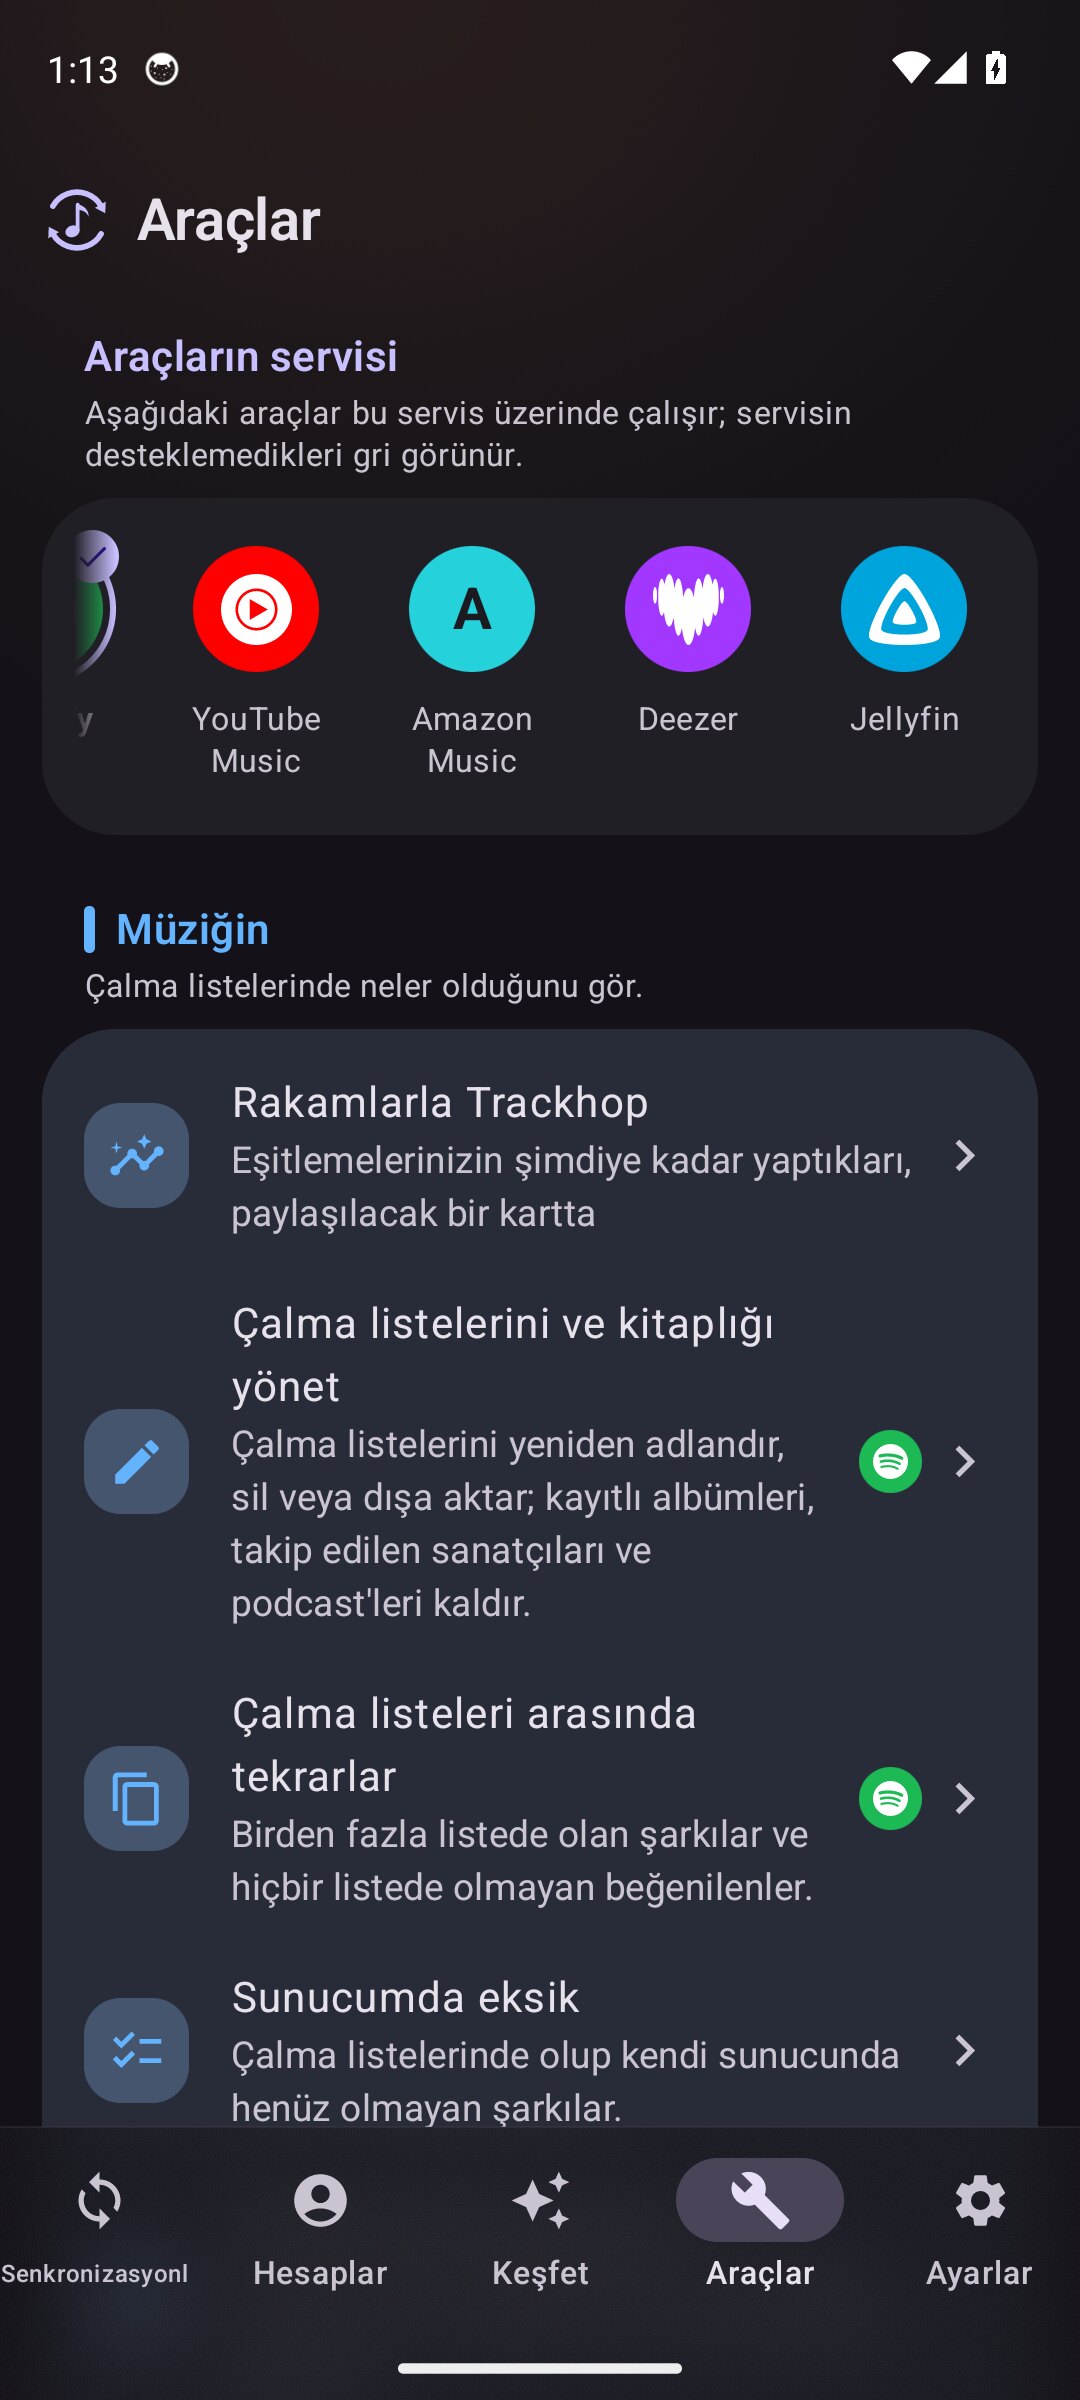 1:13
Araçlar
Araçların servisi
Aşağıdaki araçlar bu servis üzerinde çalışır; servisin
desteklemedikleri gri görünür.
A
y
YouTube
Music
Amazon
Music
Deezer
Jellyfin
Müziğin
Çalma listelerinde neler olduğunu gör.
Rakamlarla Trackhop
Eşitlemelerinizin şimdiye kadar yaptıkları,
paylaşılacak bir kartta
Çalma listelerini ve kitaplığı
yönet
Çalma listelerini yeniden adlandır,
sil veya dışa aktar; kayıtlı albümleri,
takip edilen sanatçıları ve
podcast'leri kaldır.
Çalma listeleri arasında
tekrarlar
Birden fazla listede olan şarkılar ve
hiçbir listede olmayan beğenilenler.
Sunucumda eksik
Çalma listelerinde olup kendi sunucunda
henüz olmayan şarkılar.
Senkronizasyonl
Hesaplar
Keşfet
Araçlar
Ayarlar